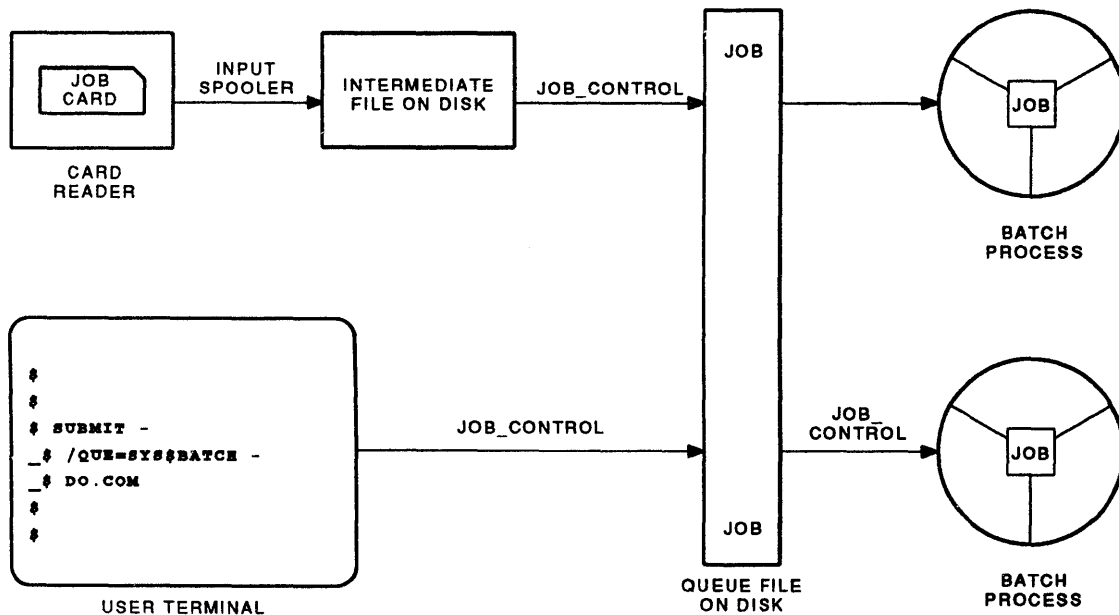 JOB
CARD
CARD
READER
INPUT
SPOOLER
INTERMEDIATE
FILE ON DISK
JOB_CONTROL
JOB
JOB
BATCH
PROCESS
$
$
$ SUBMIT -
_$ /QUE=SYS$BATCH -
_$ DO.COM
$
$
USER TERMINAL
JOB_CONTROL
JOB
QUEUE FILE
ON DISK
JOB_
CONTROL
JOB
BATCH
PROCESS